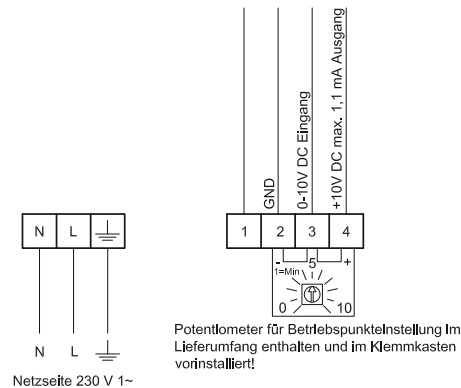 GND
0-10V DC Eingang
+10V DC max. 1,1 mA Ausgang
N L
1 2 3 4
- 5 +
1=Min
0 10
N L
Netzseite 230 V 1~
Potentiometer für Betriebspunkteinstellung im
Lieferumfang enthalten und im Klemmkasten
vorinstalliert!